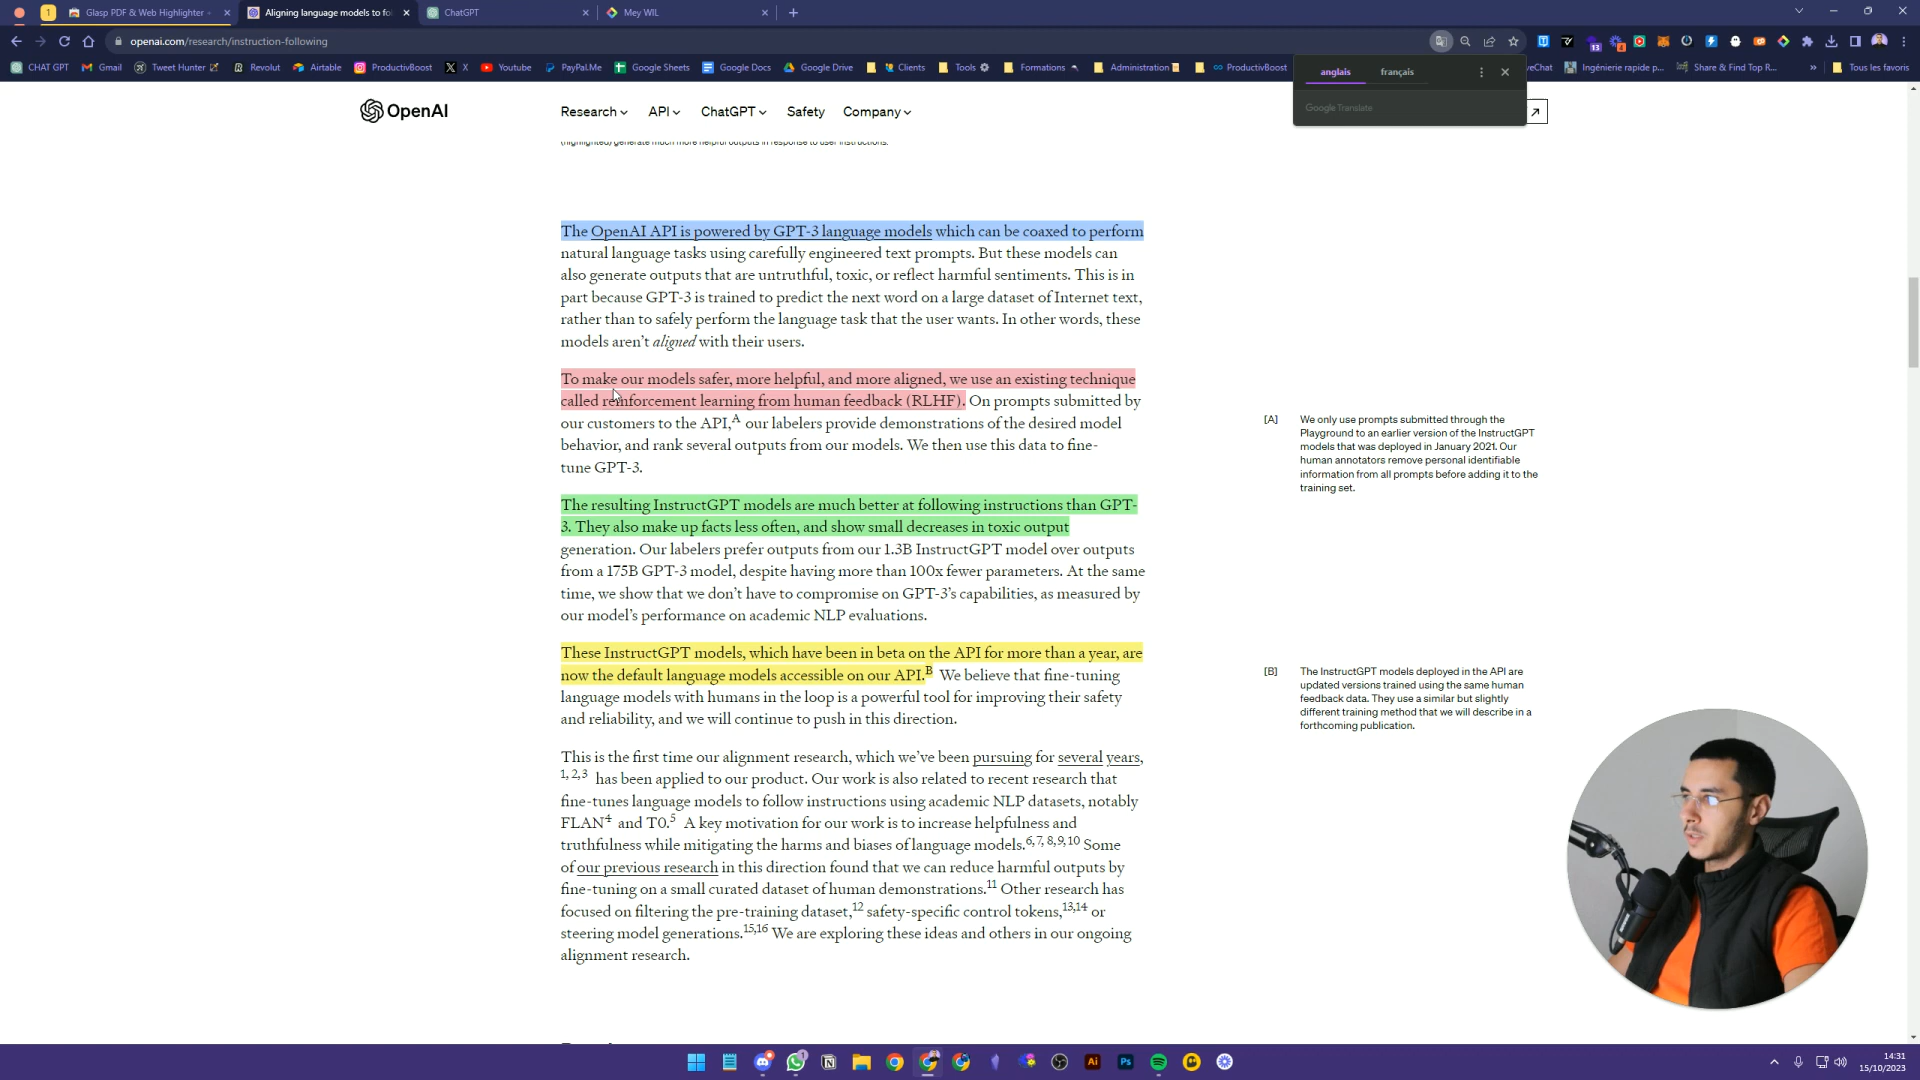 1
Glasp PDF & Web Highlighter
Aligning language models to fo
ChatGPT
Mey WIL
openai.com/research/instruction-following
13
4
CHAT GPT
Gmail
Tweet Hunter
Revolut
Airtable
ProductivBoost
X
Youtube
PayPal.Me
Google Sheets
Google Docs
Google Drive
Clients
Tools
Formations
Administration
ProductivBoost
veChat
Ingénierie rapide p...
Share & Find Top R...
»
Tous les favoris
anglais
français
Google Translate
OpenAI
Research
API
ChatGPT
Safety
Company
(highlighted) generate much more helpful outputs in response to user instructions.
The OpenAI API is powered by GPT-3 language models which can be coaxed to perform
natural language tasks using carefully engineered text prompts. But these models can
also generate outputs that are untruthful, toxic, or reflect harmful sentiments. This is in
part because GPT-3 is trained to predict the next word on a large dataset of Internet text,
rather than to safely perform the language task that the user wants. In other words, these
models aren’t aligned with their users.
To make our models safer, more helpful, and more aligned, we use an existing technique
called reinforcement learning from human feedback (RLHF). On prompts submitted by
our customers to the API,A our labelers provide demonstrations of the desired model
behavior, and rank several outputs from our models. We then use this data to fine-
tune GPT-3.
[A] We only use prompts submitted through the
Playground to an earlier version of the InstructGPT
models that was deployed in January 2021. Our
human annotators remove personal identifiable
information from all prompts before adding it to the
training set.
The resulting InstructGPT models are much better at following instructions than GPT-
3. They also make up facts less often, and show small decreases in toxic output
generation. Our labelers prefer outputs from our 1.3B InstructGPT model over outputs
from a 175B GPT-3 model, despite having more than 100x fewer parameters. At the same
time, we show that we don’t have to compromise on GPT-3’s capabilities, as measured by
our model’s performance on academic NLP evaluations.
These InstructGPT models, which have been in beta on the API for more than a year, are
now the default language models accessible on our API.B We believe that fine-tuning
language models with humans in the loop is a powerful tool for improving their safety
and reliability, and we will continue to push in this direction.
[B] The InstructGPT models deployed in the API are
updated versions trained using the same human
feedback data. They use a similar but slightly
different training method that we will describe in a
forthcoming publication.
This is the first time our alignment research, which we’ve been pursuing for several years,
1, 2, 3 has been applied to our product. Our work is also related to recent research that
fine-tunes language models to follow instructions using academic NLP datasets, notably
FLAN4 and T0.5 A key motivation for our work is to increase helpfulness and
truthfulness while mitigating the harms and biases of language models.6, 7, 8, 9, 10 Some
of our previous research in this direction found that we can reduce harmful outputs by
fine-tuning on a small curated dataset of human demonstrations.11 Other research has
focused on filtering the pre-training dataset,12 safety-specific control tokens,13,14 or
steering model generations.15,16 We are exploring these ideas and others in our ongoing
alignment research.
1
Ai
Ps
14:31
15/10/2023